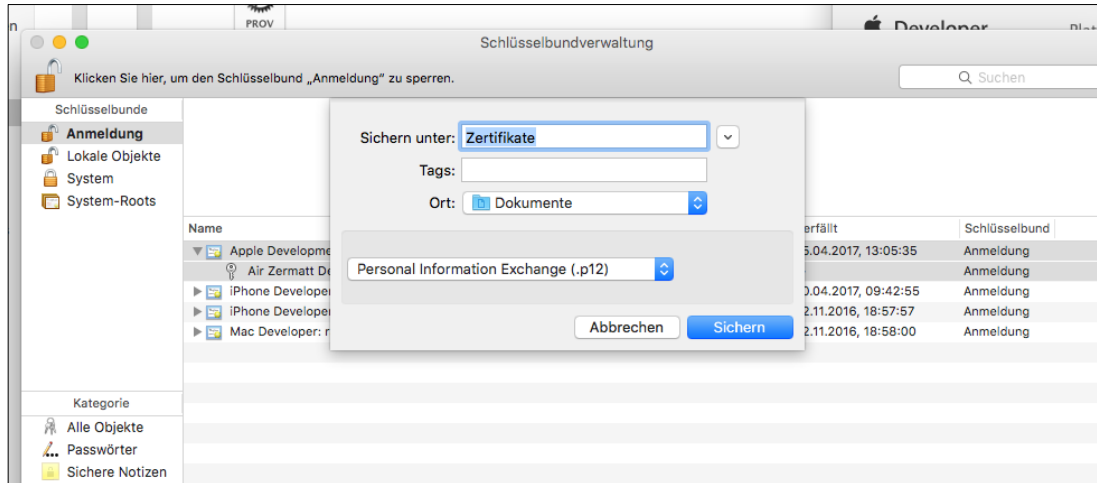 PROV
Developer
Schlüsselbundverwaltung
Klicken Sie hier, um den Schlüsselbund „Anmeldung" zu sperren.
Suchen
Schlüsselbunde
Anmeldung
Lokale Objekte
System
System-Roots
Sichern unter: Zertifikate
Tags:
Ort: Dokumente
Personal Information Exchange (.p12)
Abbrechen Sichern
Name erfällt Schlüsselbund
Apple Developme 5.04.2017, 13:05:35 Anmeldung
Air Zermatt De Anmeldung
iPhone Develope 0.04.2017, 09:42:55 Anmeldung
iPhone Develope 2.11.2016, 18:57:57 Anmeldung
Mac Developer: r 2.11.2016, 18:58:00 Anmeldung
Kategorie
Alle Objekte
Passwörter
Sichere Notizen